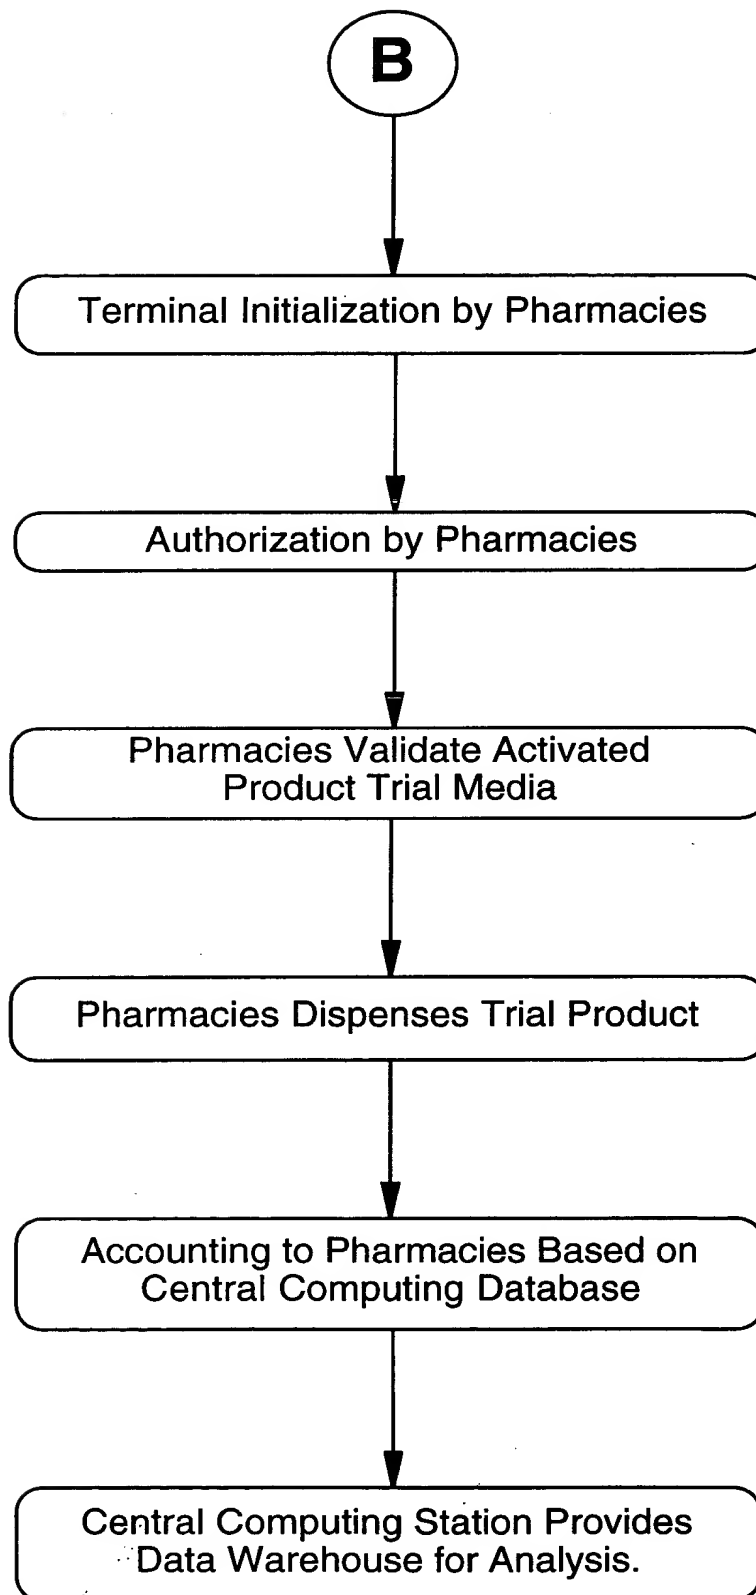 B
Terminal Initialization by Pharmacies
Authorization by Pharmacies
Pharmacies Validate Activated
Product Trial Media
Pharmacies Dispenses Trial Product
Accounting to Pharmacies Based on
Central Computing Database
Central Computing Station Provides
Data Warehouse for Analysis.